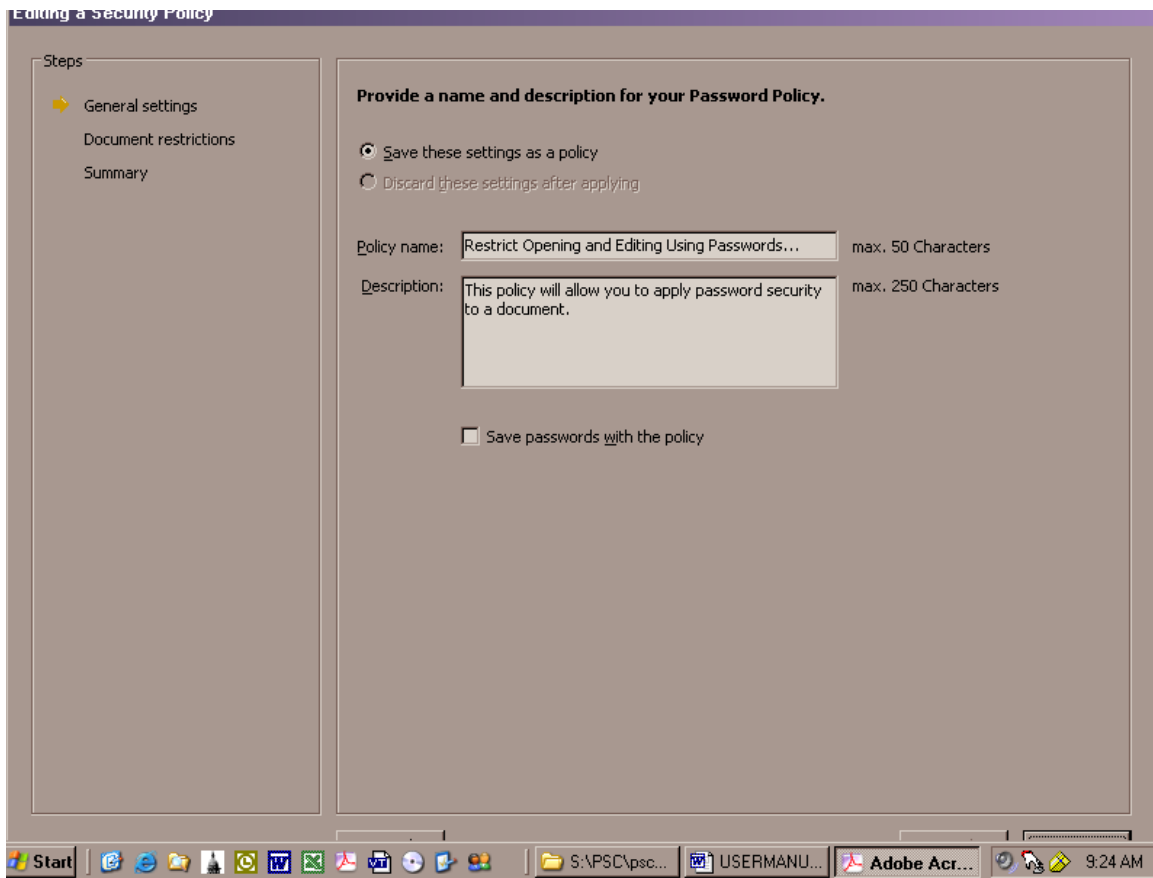 Editing a Security Policy
Steps
General settings
Document restrictions
Summary
Provide a name and description for your Password Policy.
Save these settings as a policy
Discard these settings after applying
Policy name: Restrict Opening and Editing Using Passwords... max. 50 Characters
Description: This policy will allow you to apply password security max. 250 Characters
to a document.
Save passwords with the policy
Start S:\PSC\psc... USERMANU... Adobe Acr... 9:24 AM